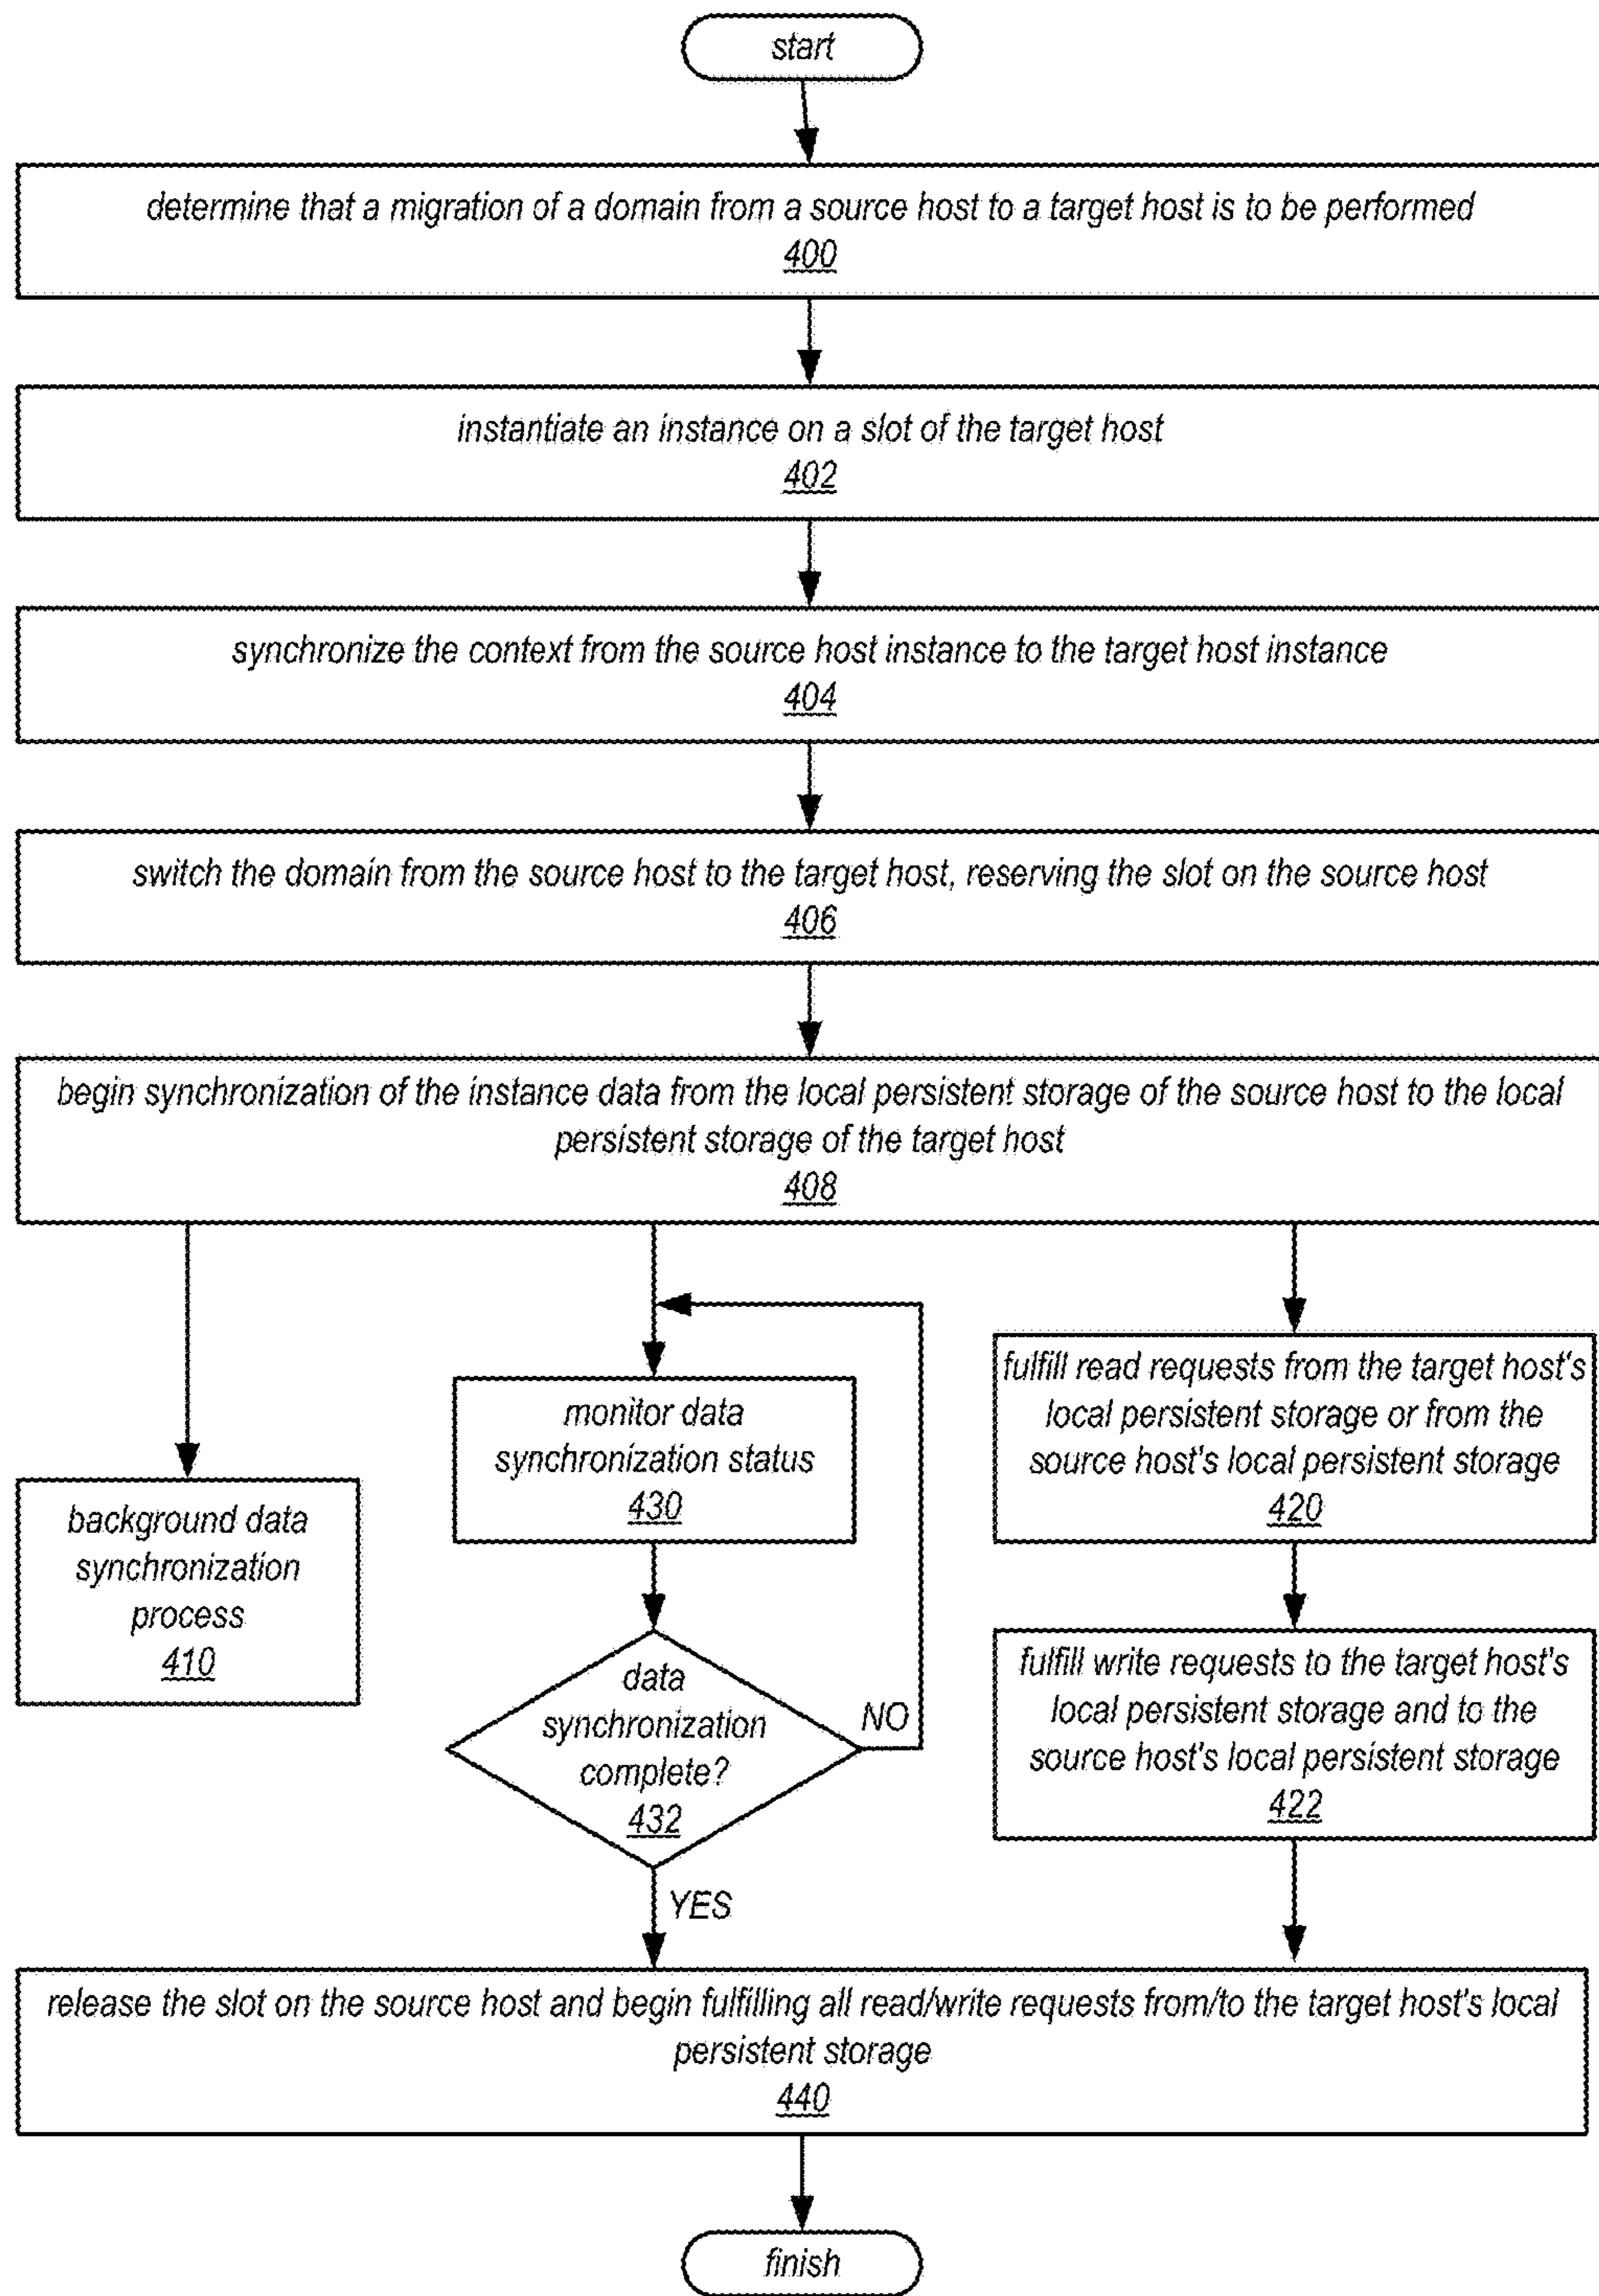 start
determine that a migration of a domain from a source host to a target host is to be performed
400
instantiate an instance on a slot of the target host
402
synchronize the context from the source host instance to the target host instance
404
switch the domain from the source host to the target host, reserving the slot on the source host
406
begin synchronization of the instance data from the local persistent storage of the source host to the local
persistent storage of the target host
408
background data
synchronization
process
410
monitor data
synchronization status
430
data
synchronization
complete?
432
NO
YES
fulfill read requests from the target host's
local persistent storage or from the
source host's local persistent storage
420
fulfill write requests to the target host's
local persistent storage and to the
source host's local persistent storage
422
release the slot on the source host and begin fulfilling all read/write requests from/to the target host's local
persistent storage
440
finish